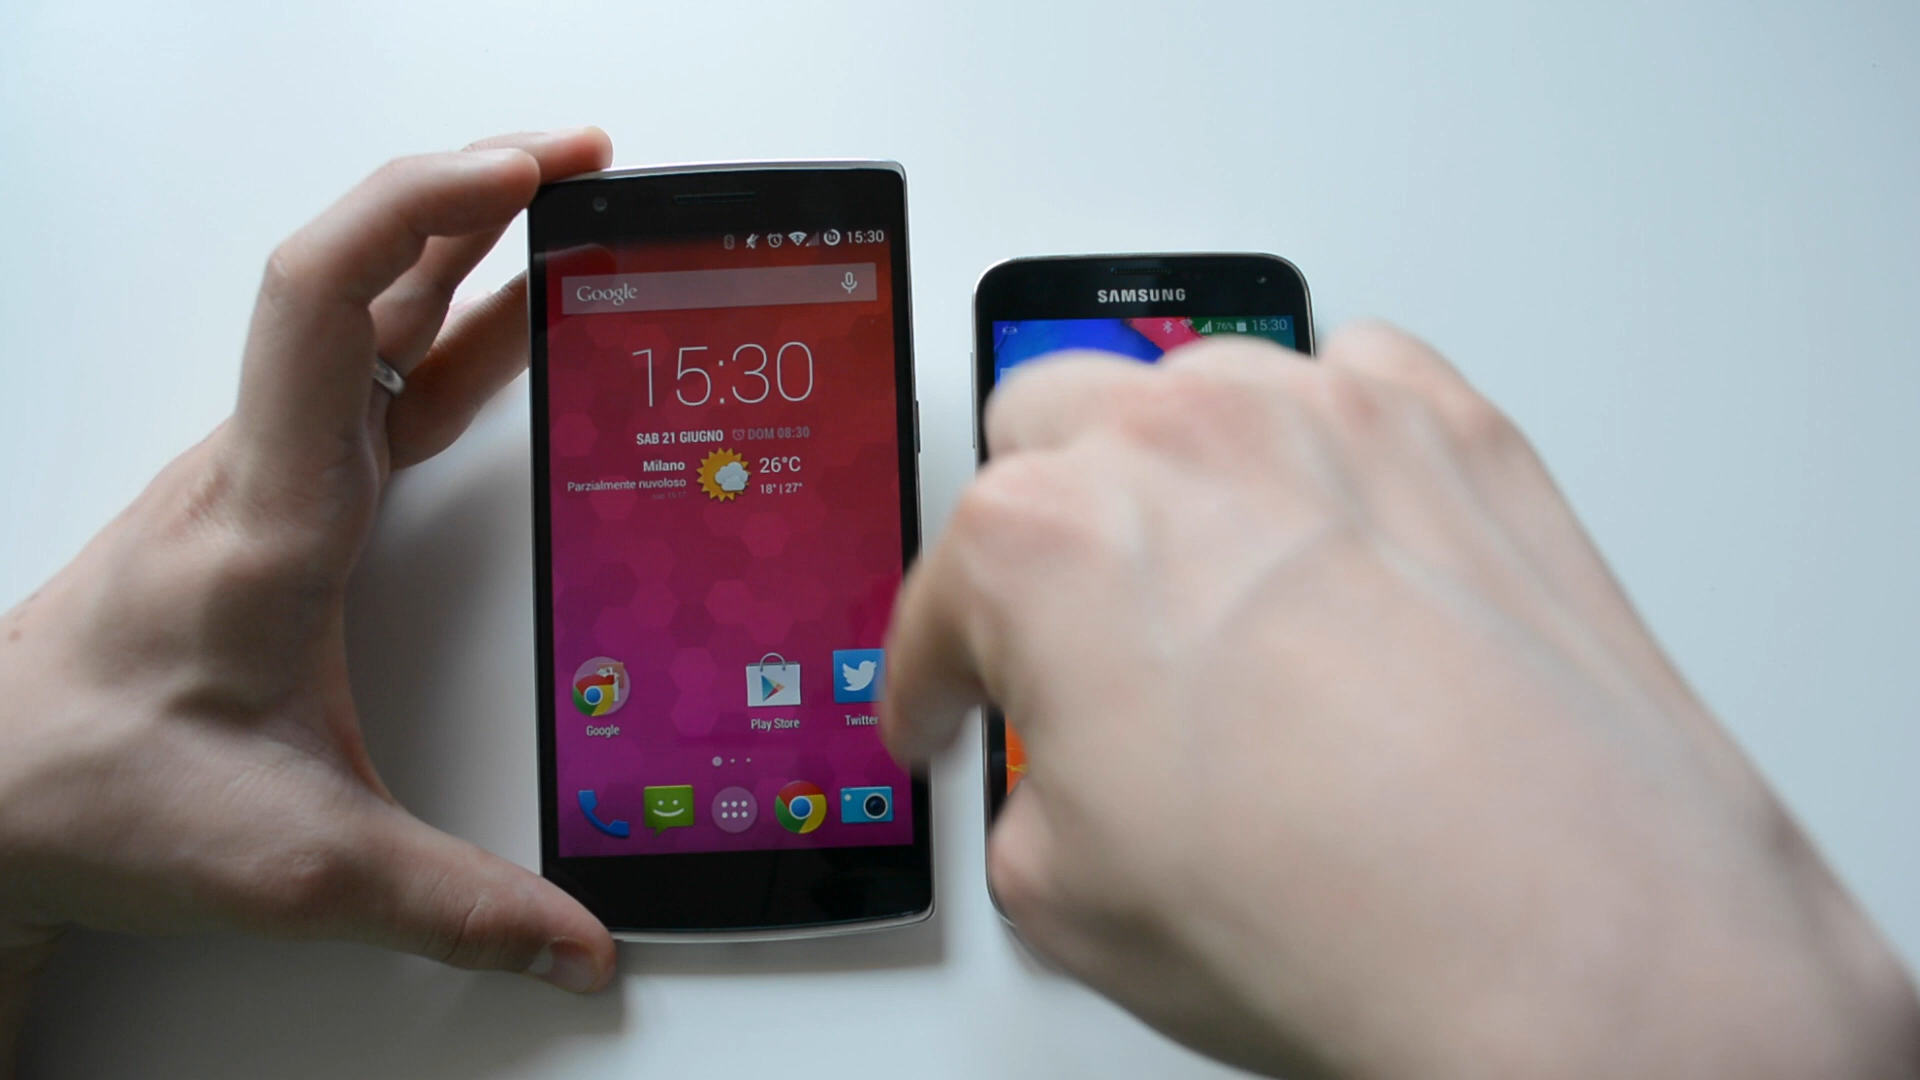 15:30
Google
15:30
SAB 21 GIUGNO DOM 08:30
Milano
Parzialmente nuvoloso
26°C
18° | 27°
Google
Play Store
Twitter
SAMSUNG
76% 15:30